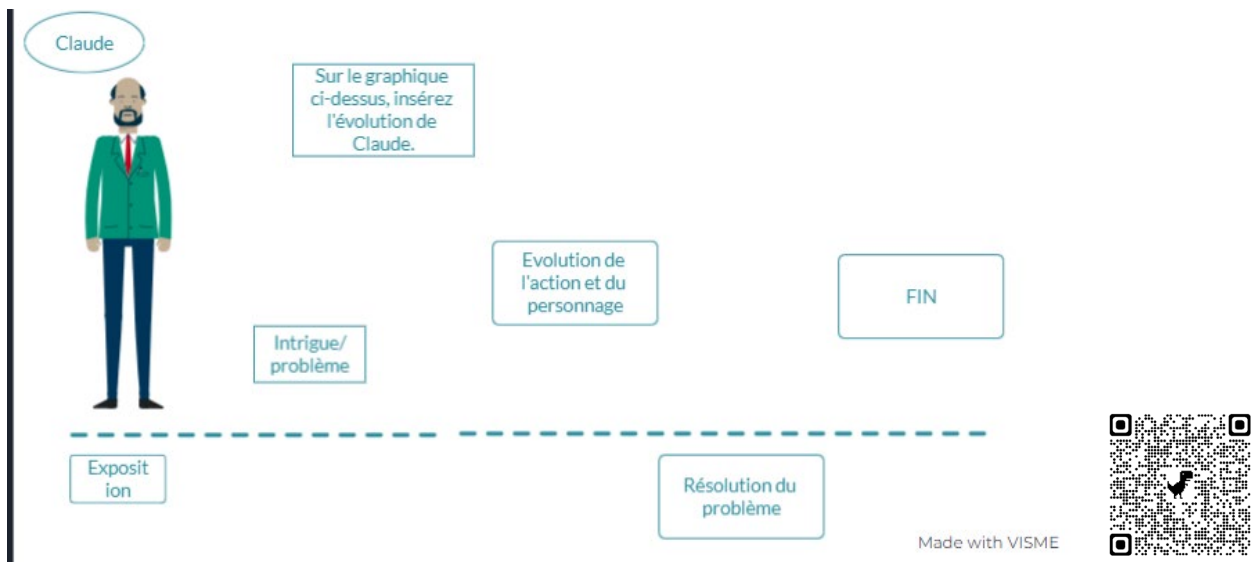 Claude
Sur le graphique
ci-dessus, insérez
l'évolution de
Claude.
Evolution de
l'action et du
personnage
FIN
Intrigue/
problème
Exposit
ion
Résolution du
problème
Made with VISME